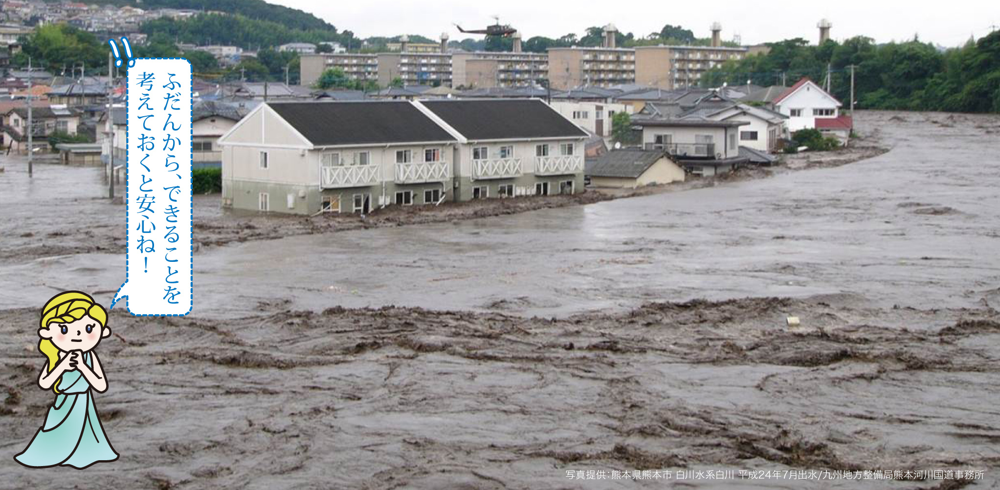 ふだんから、できることを
考えておくと安心ね！
写真提供：熊本県熊本市 白川水系白川 平成24年7月出水/九州地方整備局熊本河川国道事務所